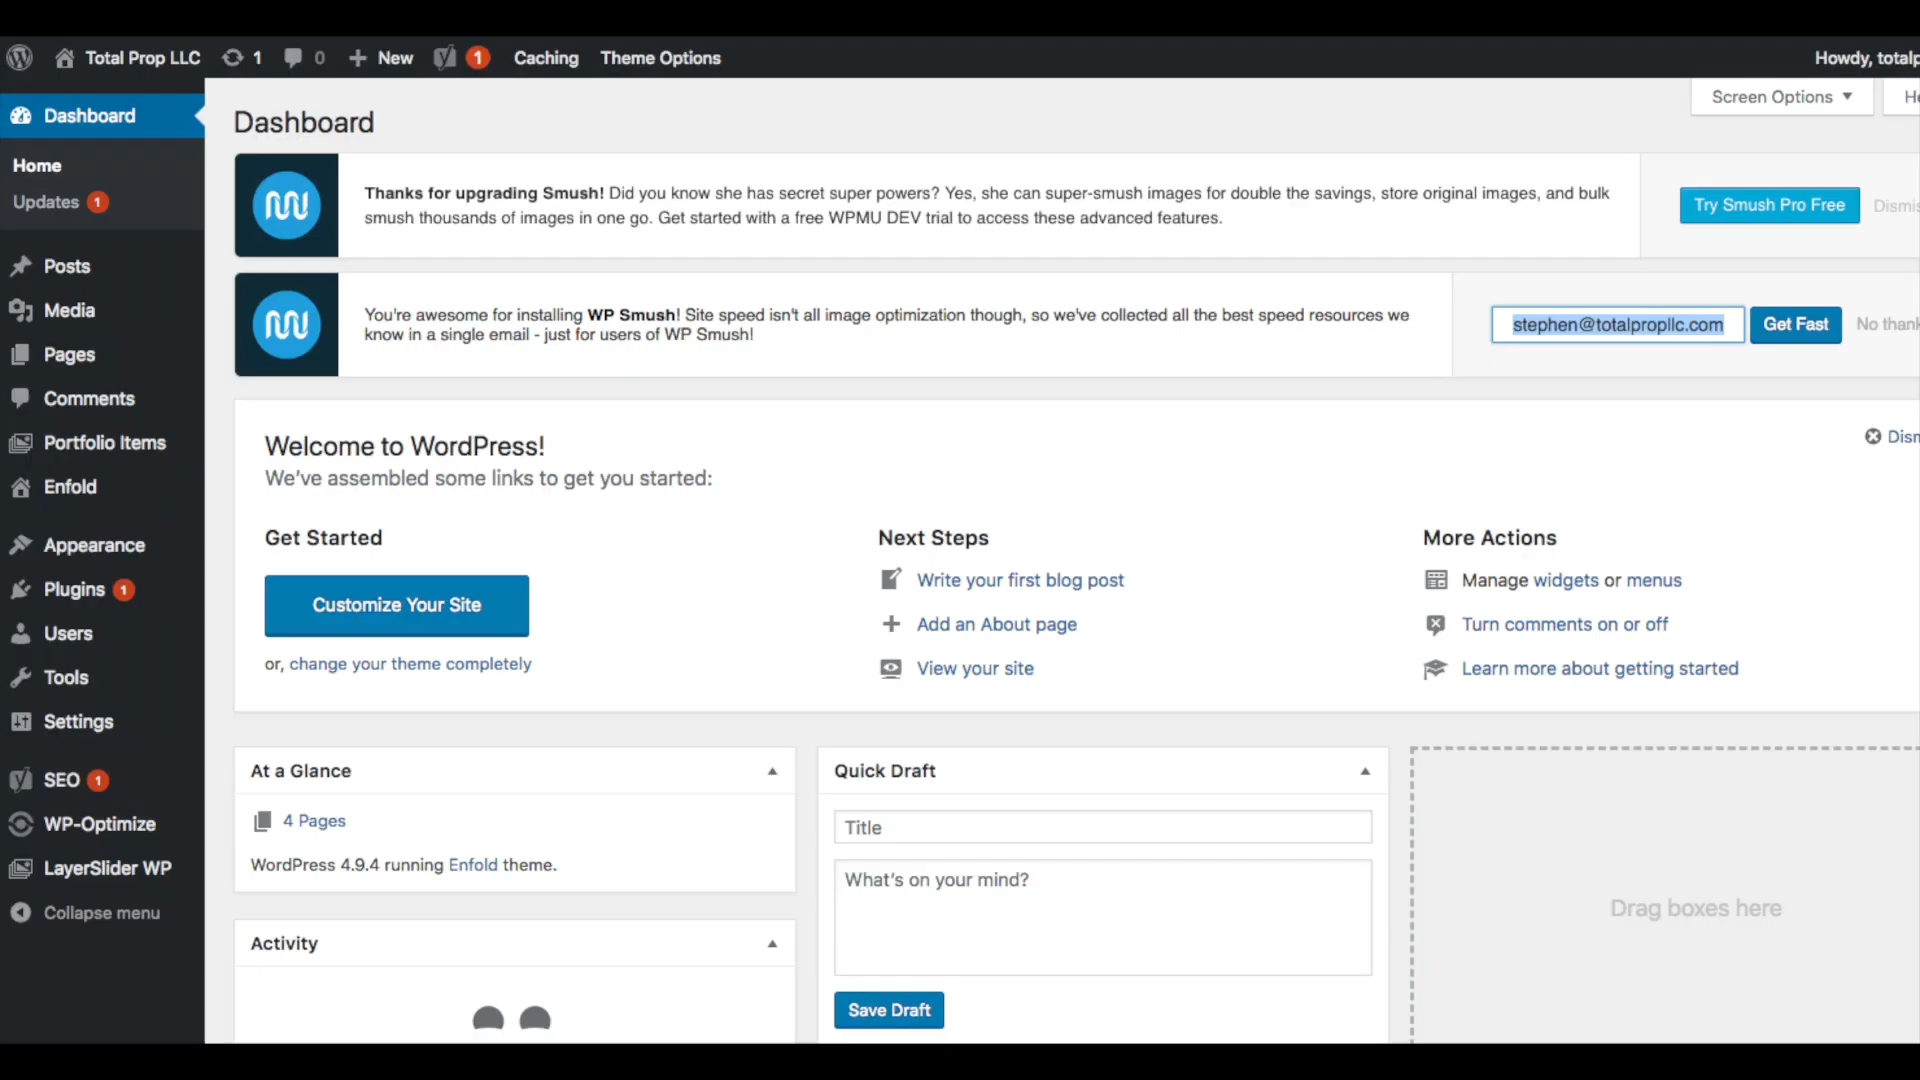 Total Prop LLC 1 0 New 1 Caching Theme Options Howdy, totalp
Dashboard
Home
Updates 1
Posts
Media
Pages
Comments
Portfolio Items
Enfold
Appearance
Plugins 1
Users
Tools
Settings
SEO 1
WP-Optimize
LayerSlider WP
Collapse menu
Screen Options He
Dashboard
Thanks for upgrading Smush! Did you know she has secret super powers? Yes, she can super-smush images for double the savings, store original images, and bulk
smush thousands of images in one go. Get started with a free WPMU DEV trial to access these advanced features.
Try Smush Pro Free Dismis
You're awesome for installing WP Smush! Site speed isn't all image optimization though, so we've collected all the best speed resources we
know in a single email - just for users of WP Smush!
stephen@totalpropllc.com Get Fast No thank
Welcome to WordPress!
Dism
We've assembled some links to get you started:
Get Started
Customize Your Site
or, change your theme completely
Next Steps
Write your first blog post
Add an About page
View your site
More Actions
Manage widgets or menus
Turn comments on or off
Learn more about getting started
At a Glance
4 Pages
WordPress 4.9.4 running Enfold theme.
Activity
Quick Draft
Title
What's on your mind?
Save Draft
Drag boxes here